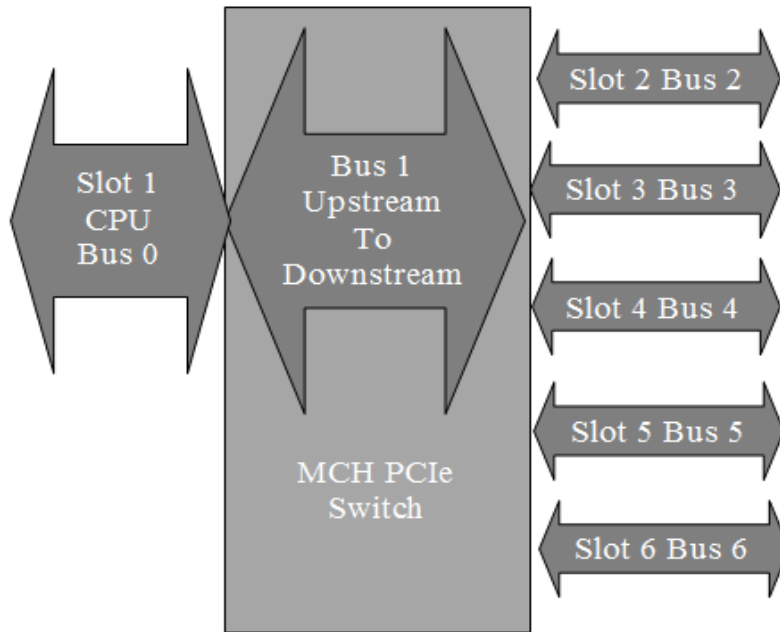 Slot 1
CPU
Bus 0
Bus 1
Upstream
To
Downstream
MCH PCIe
Switch
Slot 2 Bus 2
Slot 3 Bus 3
Slot 4 Bus 4
Slot 5 Bus 5
Slot 6 Bus 6